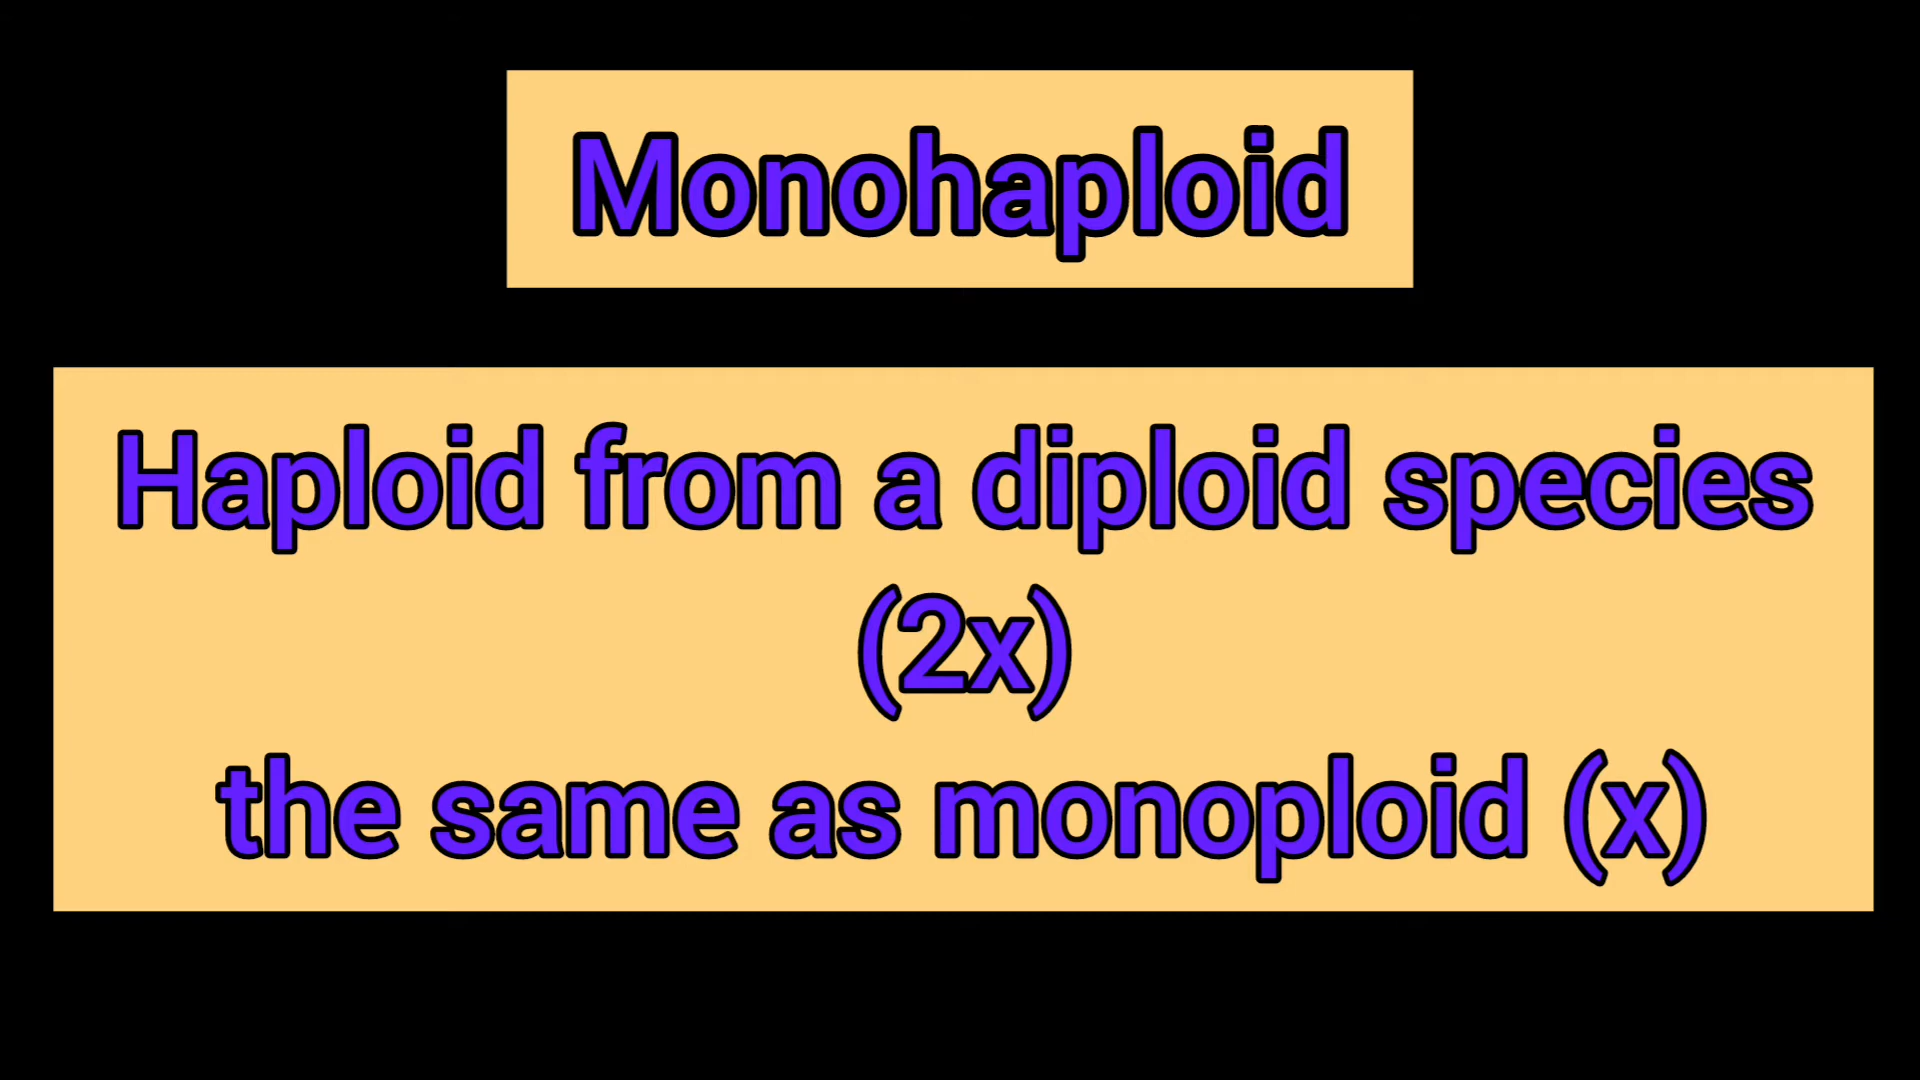 Monohaploid
Haploid from a diploid species
(2x)
the same as monoploid (x)